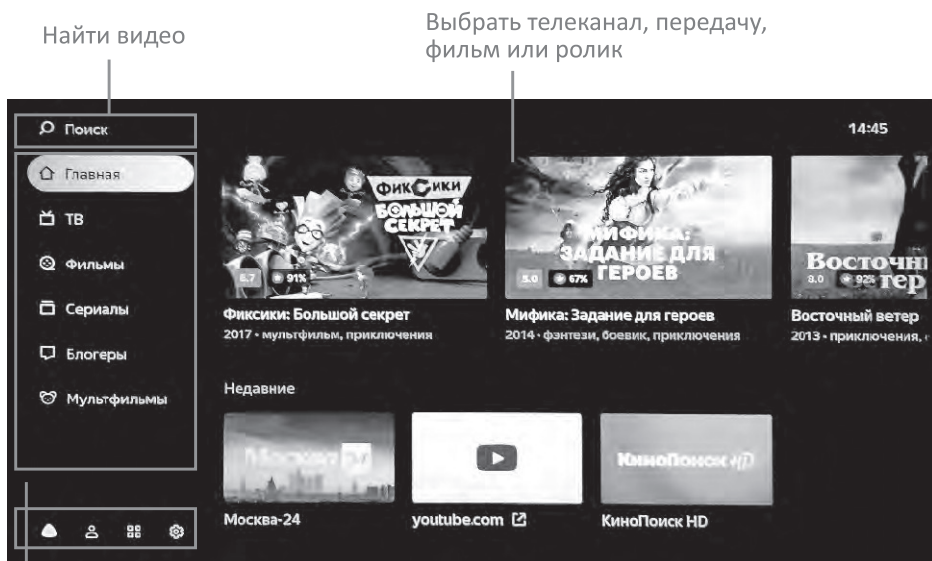 Найти видео
Выбрать телеканал, передачу,
фильм или ролик
Поиск
14:45
Главная
ТВ
Фильмы
Сериалы
Блогеры
Мультфильмы
ФИКСИКИ
БОЛЬШОЙ
СЕКРЕТ
91%
Фиксики: Большой секрет
2017 • мультфильм, приключения
МИФИКА:
ЗАДАНИЕ ДЛЯ
ГЕРОЕВ
5.0 67%
Мифика: Задание для героев
2014 • фэнтези, боевик, приключения
Восточн
тер
8.0 92%
Восточный ветер
2013 • приключения,
Недавние
Москва 24
Москва-24
youtube.com
КиноПоиск HD
КиноПоиск HD